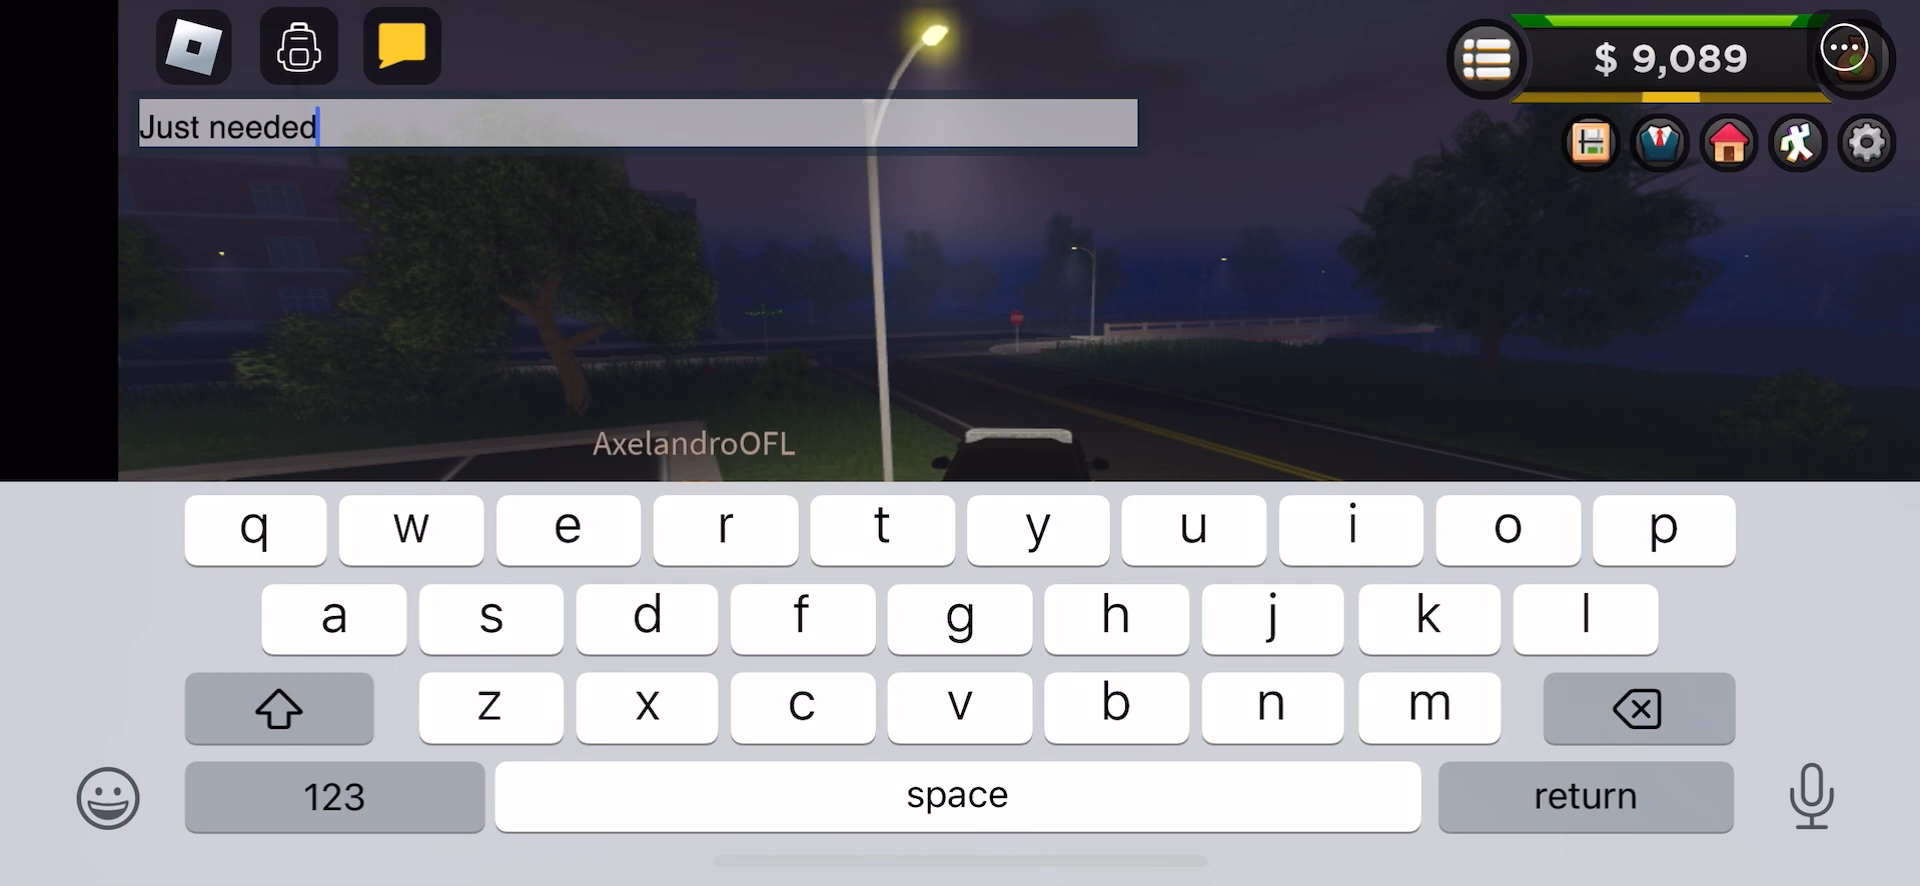 $ 9,089
Just needed
AxelandroOFL
q w e r t y u i o p
a s d f g h j k l
z x c v b n m
123 space return